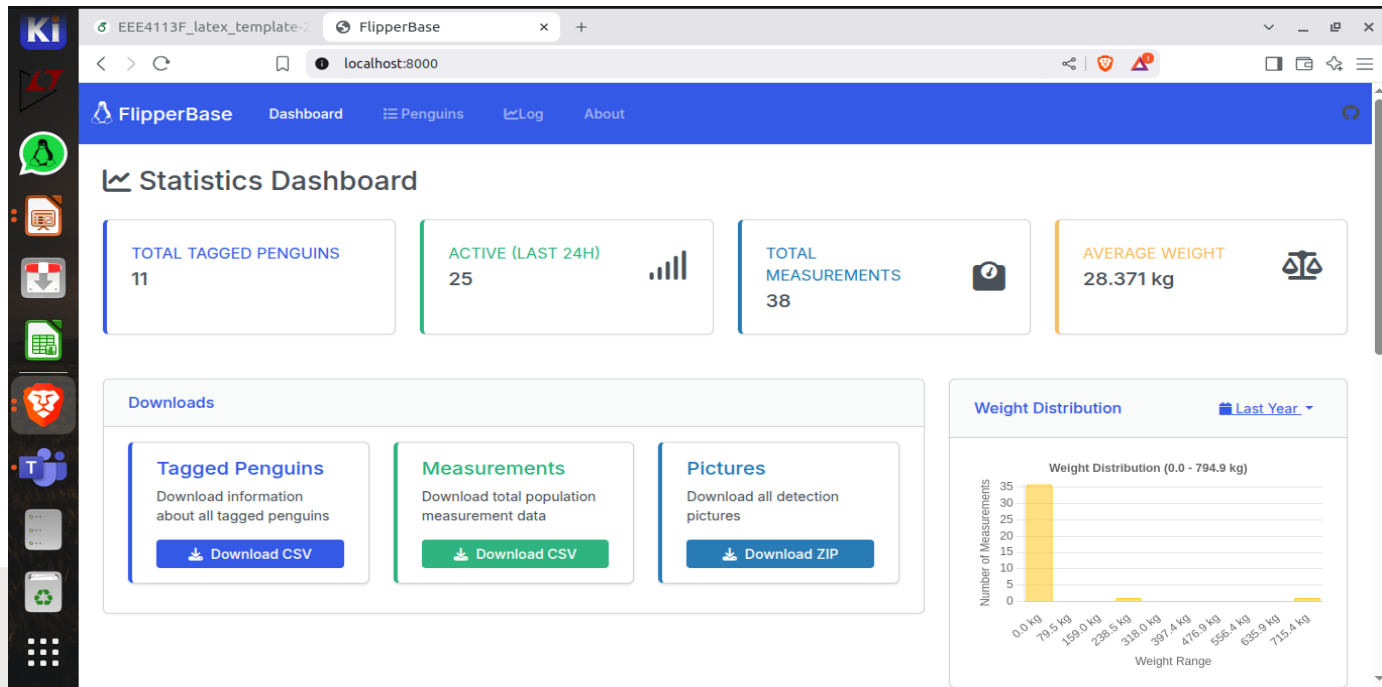 Ki
EEE4113F_latex_template-2
FlipperBase
localhost:8000
1
FlipperBase
Dashboard
Penguins
Log
About
Statistics Dashboard
TOTAL TAGGED PENGUINS
11
ACTIVE (LAST 24H)
25
TOTAL
MEASUREMENTS
38
AVERAGE WEIGHT
28.371 kg
Downloads
Tagged Penguins
Download information
about all tagged penguins
Download CSV
Measurements
Download total population
measurement data
Download CSV
Pictures
Download all detection
pictures
Download ZIP
Weight Distribution
Last Year
Weight Distribution (0.0 - 794.9 kg)
Number of Measurements
35
30
25
20
15
10
5
0
0.0 kg
79.5 kg
159.0 kg
238.5 kg
318.0 kg
397.4 kg
476.9 kg
556.4 kg
635.9 kg
715.4 kg
Weight Range
T